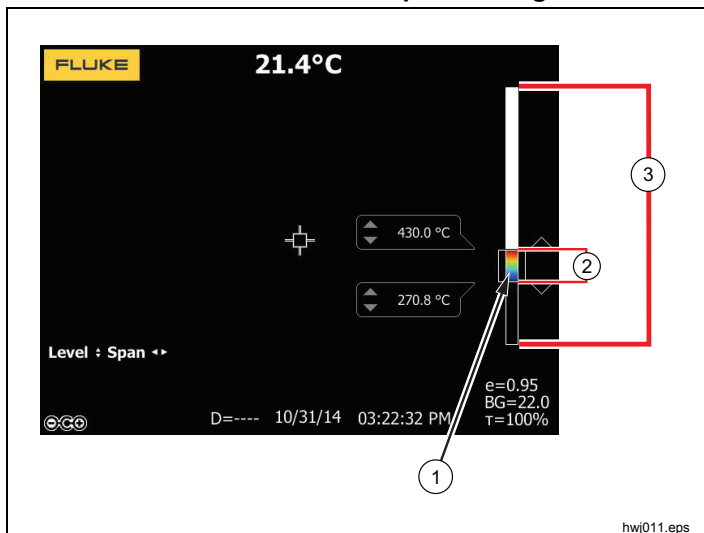 FLUKE
21.4°C
3
430.0 °C
2
270.8 °C
Level Span
e=0.95
BG=22.0
D=---- 10/31/14 03:22:32 PM τ=100%
1
hwj011.eps